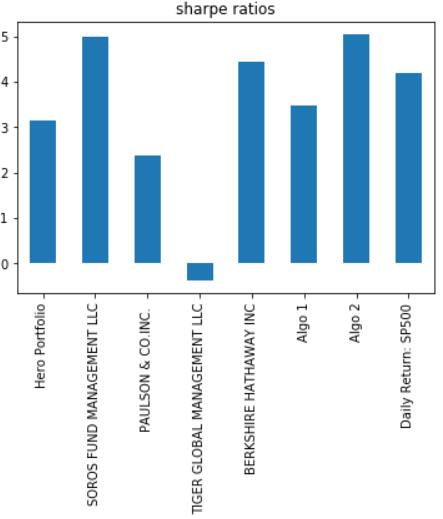 sharpe ratios
5
4
3
2
1
0
Hero Portfolio
SOROS FUND MANAGEMENT LLC
PAULSON & CO.INC.
TIGER GLOBAL MANAGEMENT LLC
BERKSHIRE HATHAWAY INC
Algo 1
Algo 2
Daily Return: SP500